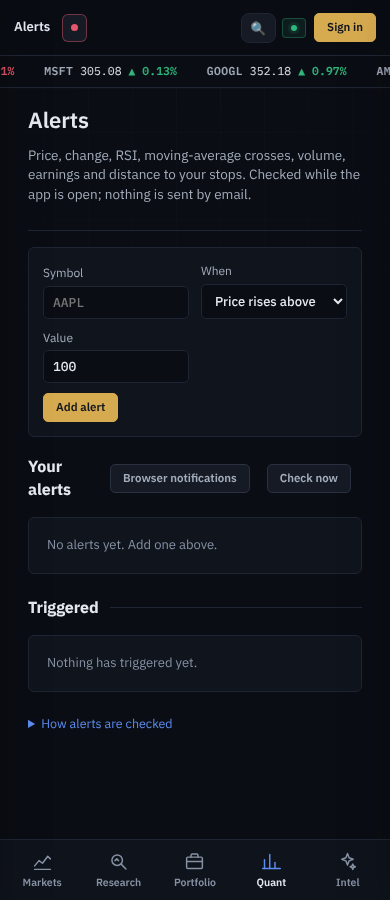 Alerts
Sign in
1% MSFT 305.08 ▲ 0.13% GOOGL 352.18 ▲ 0.97% AM
Alerts
Price, change, RSI, moving-average crosses, volume,
earnings and distance to your stops. Checked while the
app is open; nothing is sent by email.
Symbol
When
AAPL
Price rises above
Value
100
Add alert
Your
alerts
Browser notifications
Check now
No alerts yet. Add one above.
Triggered
Nothing has triggered yet.
▶ How alerts are checked
Markets
Research
Portfolio
Quant
Intel